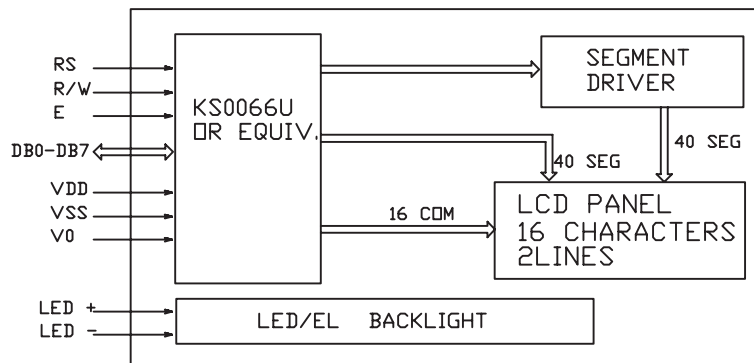 RS
R/W
E
DB0-DB7
VDD
VSS
V0
LED +
LED -
KS0066U
OR EQUIV.
SEGMENT
DRIVER
40 SEG
40 SEG
16 COM
LCD PANEL
16 CHARACTERS
2LINES
LED/EL BACKLIGHT